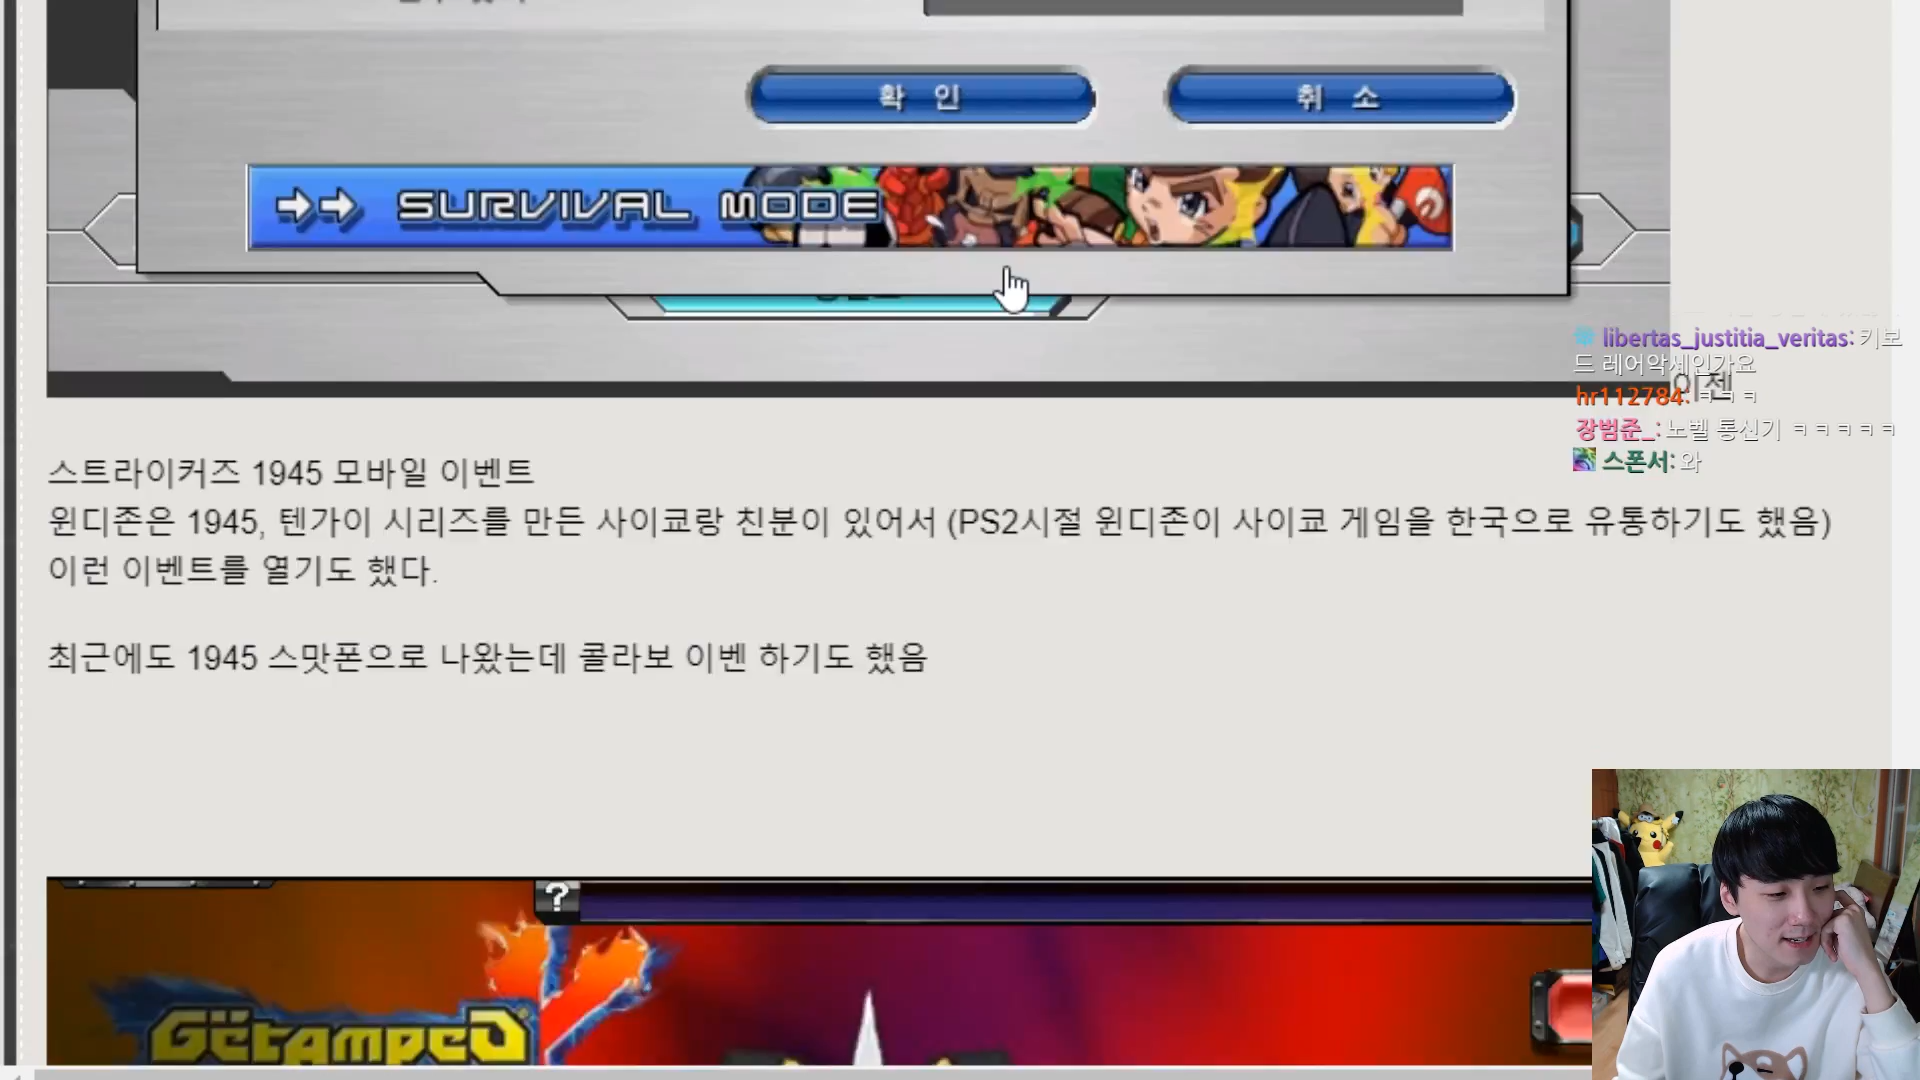 확 인
취 소
SURVIVAL MODE
libertas_justitia_veritas: 키보
드 레어악세인가요
이젠
hr112784: ㅋㅋㅋ
장범준_: 노벨 통신기 ㅋㅋㅋㅋㅋ
스폰서: 와
스트라이커즈 1945 모바일 이벤트
윈디존은 1945, 텐가이 시리즈를 만든 사이쿄랑 친분이 있어서 (PS2시절 윈디존이 사이쿄 게임을 한국으로 유통하기도 했음)
이런 이벤트를 열기도 했다.
최근에도 1945 스맛폰으로 나왔는데 콜라보 이벤 하기도 했음
?
GetampeD